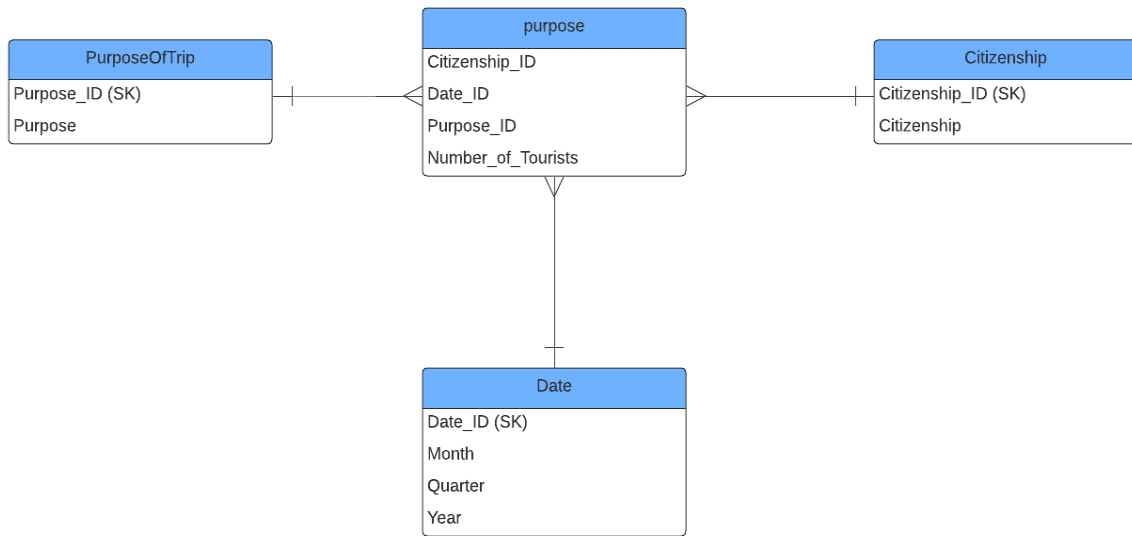 PurposeOfTrip
Purpose_ID (SK)
Purpose
purpose
Citizenship_ID
Date_ID
Purpose_ID
Number_of_Tourists
Citizenship
Citizenship_ID (SK)
Citizenship
Date
Date_ID (SK)
Month
Quarter
Year